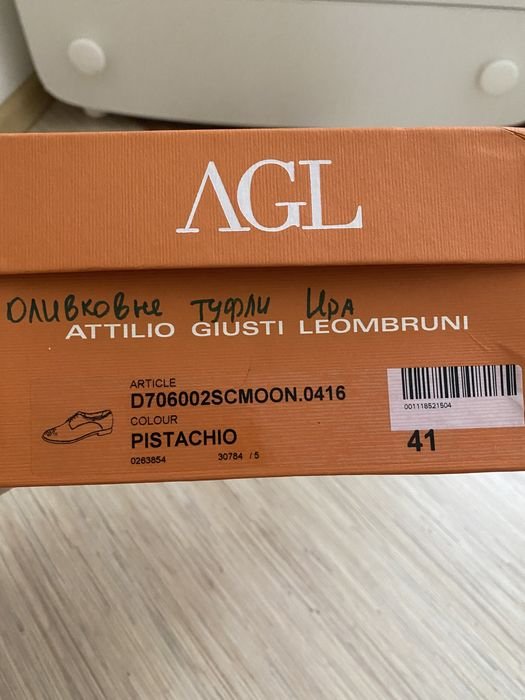 AGL
оливковые туфли Ира
ATTILIO GIUSTI LEOMBRUNI
ARTICLE
D706002SCMOON.0416
COLOUR
PISTACHIO
0263854 30784 /5
001118521504
41